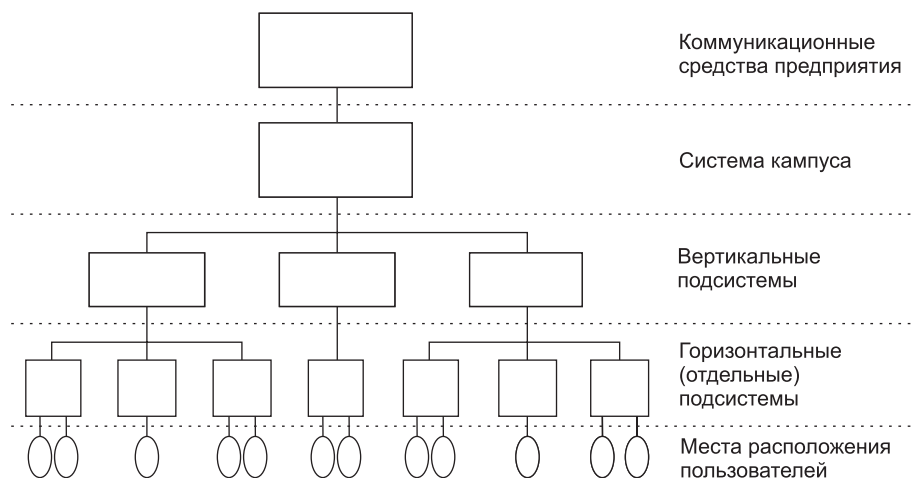 Коммуникационные
средства предприятия
Система кампуса
Вертикальные
подсистемы
Горизонтальные
(отдельные)
подсистемы
Места расположения
пользователей